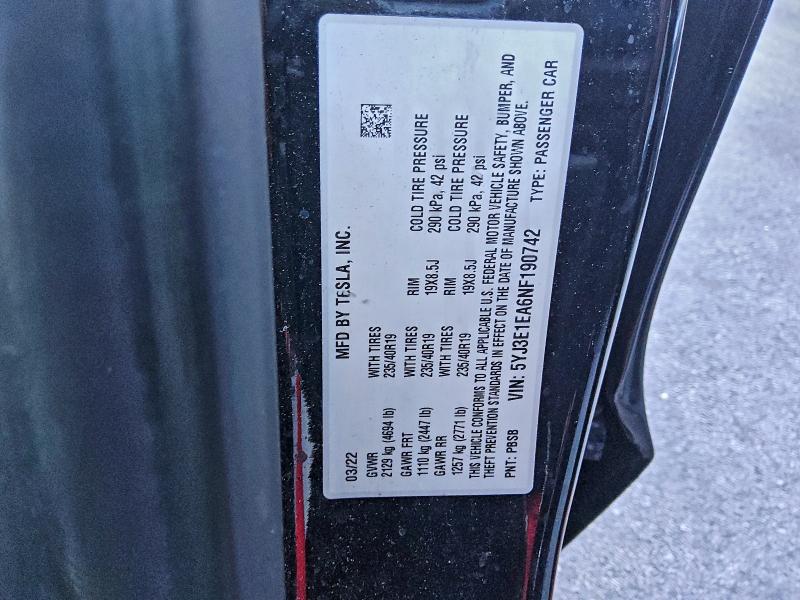 MFD BY TESLA, INC.
03/22
GVWR WITH TIRES
2129 kg (4694 lb) 235/40R19
GAWR FRT WITH TIRES RIM COLD TIRE PRESSURE
1110 kg (2447 lb) 235/40R19 19X8.5J 290 kPa, 42 psi
GAWR RR WITH TIRES RIM COLD TIRE PRESSURE
1257 kg (2771 lb) 235/40R19 19X8.5J 290 kPa, 42 psi
THIS VEHICLE CONFORMS TO ALL APPLICABLE U.S. FEDERAL MOTOR VEHICLE SAFETY, BUMPER, AND
THEFT PREVENTION STANDARDS IN EFFECT ON THE DATE OF MANUFACTURE SHOWN ABOVE.
PNT: PBSB VIN: 5YJ3E1EA6NF190742 TYPE: PASSENGER CAR